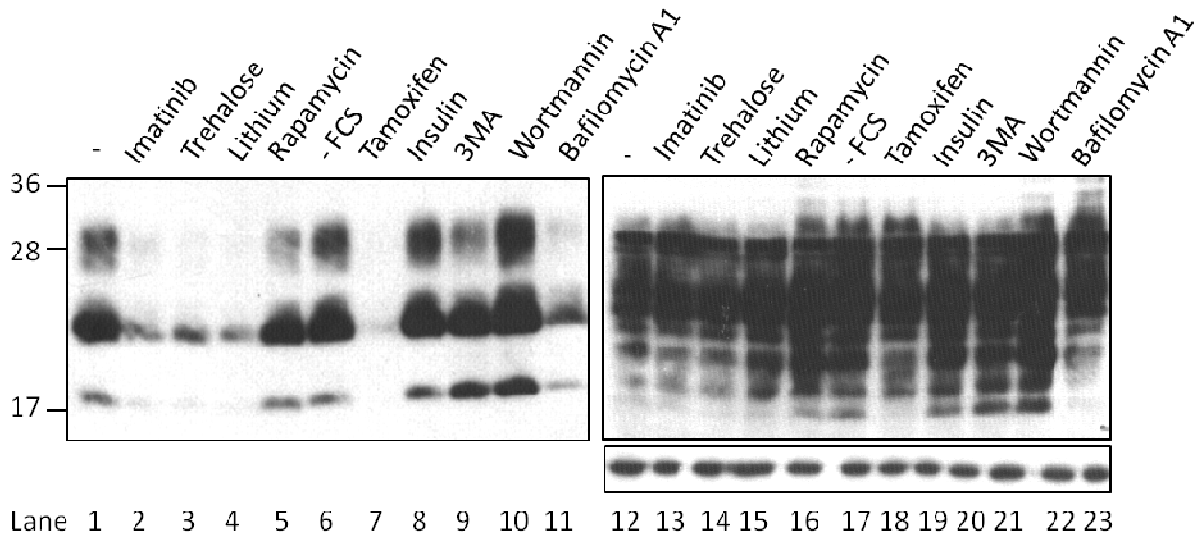 - Imatinib Trehalose Lithium Rapamycin - FCS Tamoxifen Insulin 3MA Wortmannin Bafilomycin A1
- Imatinib Trehalose Lithium Rapamycin - FCS Tamoxifen Insulin 3MA Wortmannin Bafilomycin A1
36
28
17
Lane 1 2 3 4 5 6 7 8 9 10 11 12 13 14 15 16 17 18 19 20 21 22 23